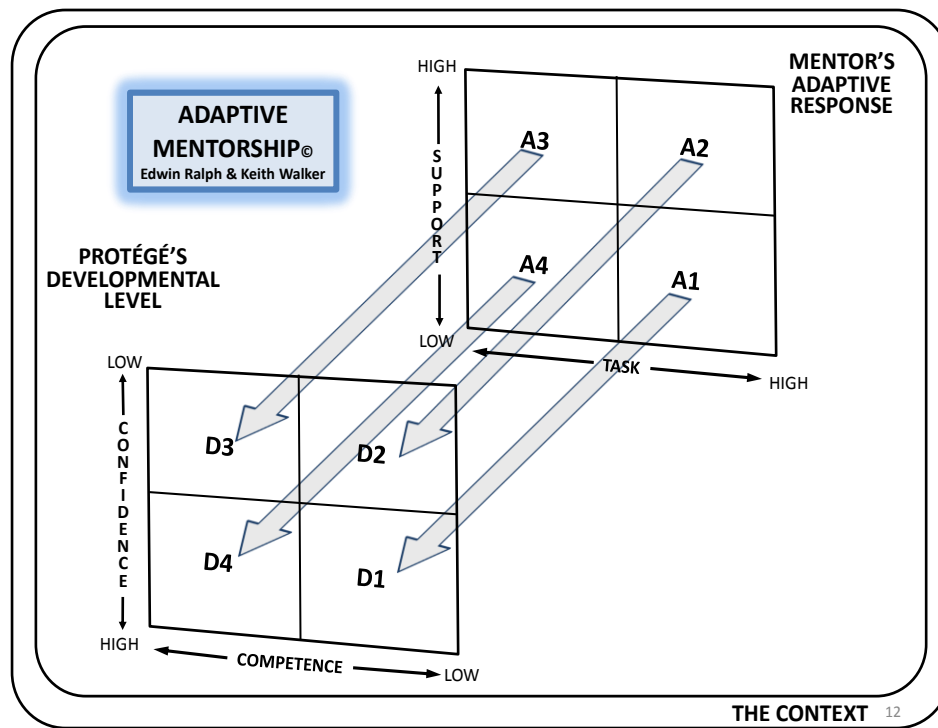 ADAPTIVE
MENTORSHIP©
Edwin Ralph & Keith Walker
MENTOR'S
ADAPTIVE
RESPONSE
HIGH
SUPPORT
LOW
TASK
HIGH
A3
A2
A4
A1
PROTÉGÉ'S
DEVELOPMENTAL
LEVEL
LOW
CONFIDENCE
HIGH
COMPETENCE
LOW
D3
D2
D4
D1
THE CONTEXT
12